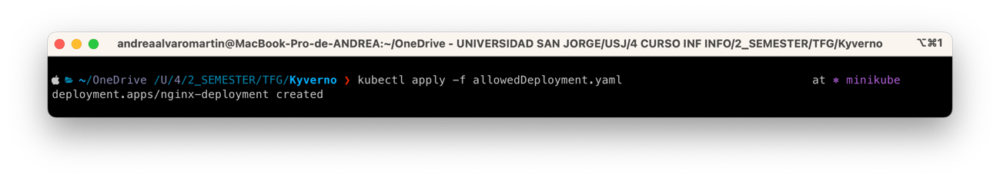 andreaalvaromartin@MacBook-Pro-de-ANDREA:~/OneDrive - UNIVERSIDAD SAN JORGE/USJ/4 CURSO INF INFO/2_SEMESTER/TFG/Kyverno ⌥⌘1
~/OneDrive /U/4/2_SEMESTER/TFG/Kyverno ❯ kubectl apply -f allowedDeployment.yaml at ⎈ minikube
deployment.apps/nginx-deployment created